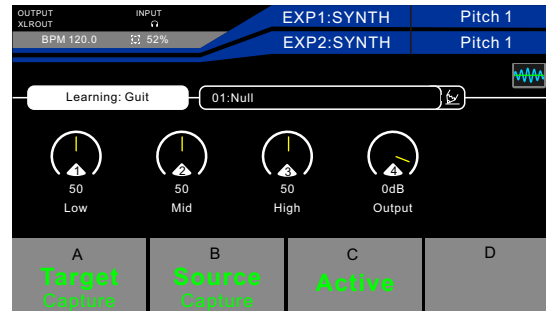 OUTPUT INPUT EXP1:SYNTH Pitch 1
XLROUT
BPM 120.0 52% EXP2:SYNTH Pitch 1
Learning: Guit 01:Null
1 2 3 4
50 50 50 0dB
Low Mid High Output
A B C D
Target Source Active
Capture Capture